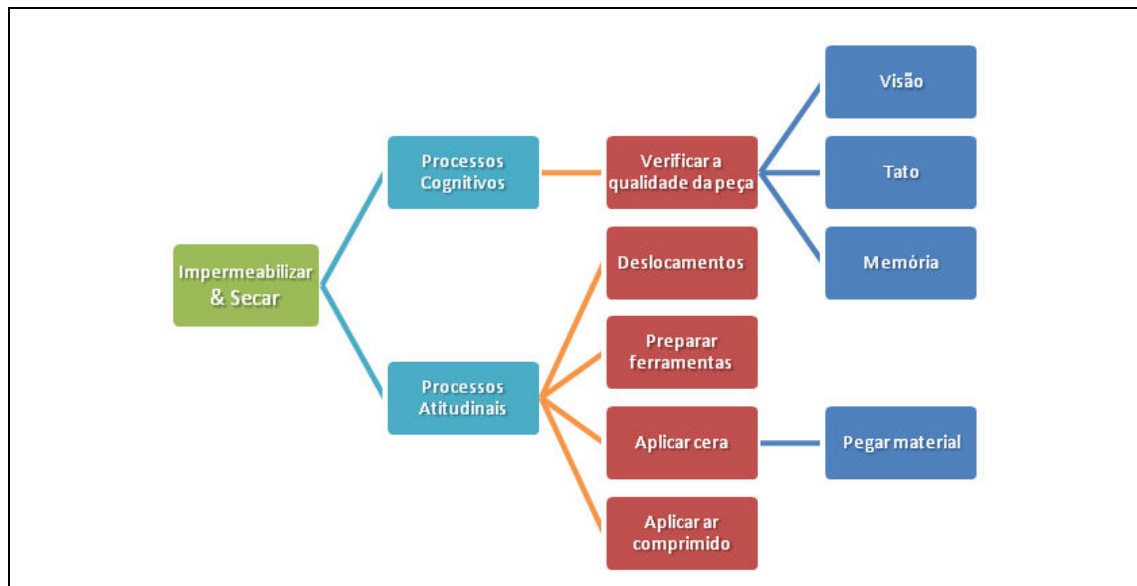 Visão
Processos
Cognitivos
Verificar a
qualidade da peça
Tato
Impermeabilizar
& Secar
Deslocamentos
Memória
Preparar
ferramentas
Processos
Atitudinais
Aplicar cera
Pegar material
Aplicar ar
comprimido